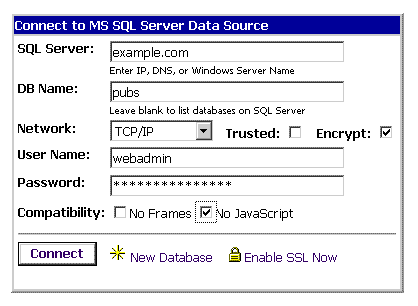 Connect to MS SQL Server Data Source
SQL Server: example.com
Enter IP, DNS, or Windows Server Name
DB Name: pubs
Leave blank to list databases on SQL Server
Network: TCP/IP Trusted: Encrypt:
User Name: webadmin
Password: ***************
Compatibility: No Frames No JavaScript
Connect New Database Enable SSL Now